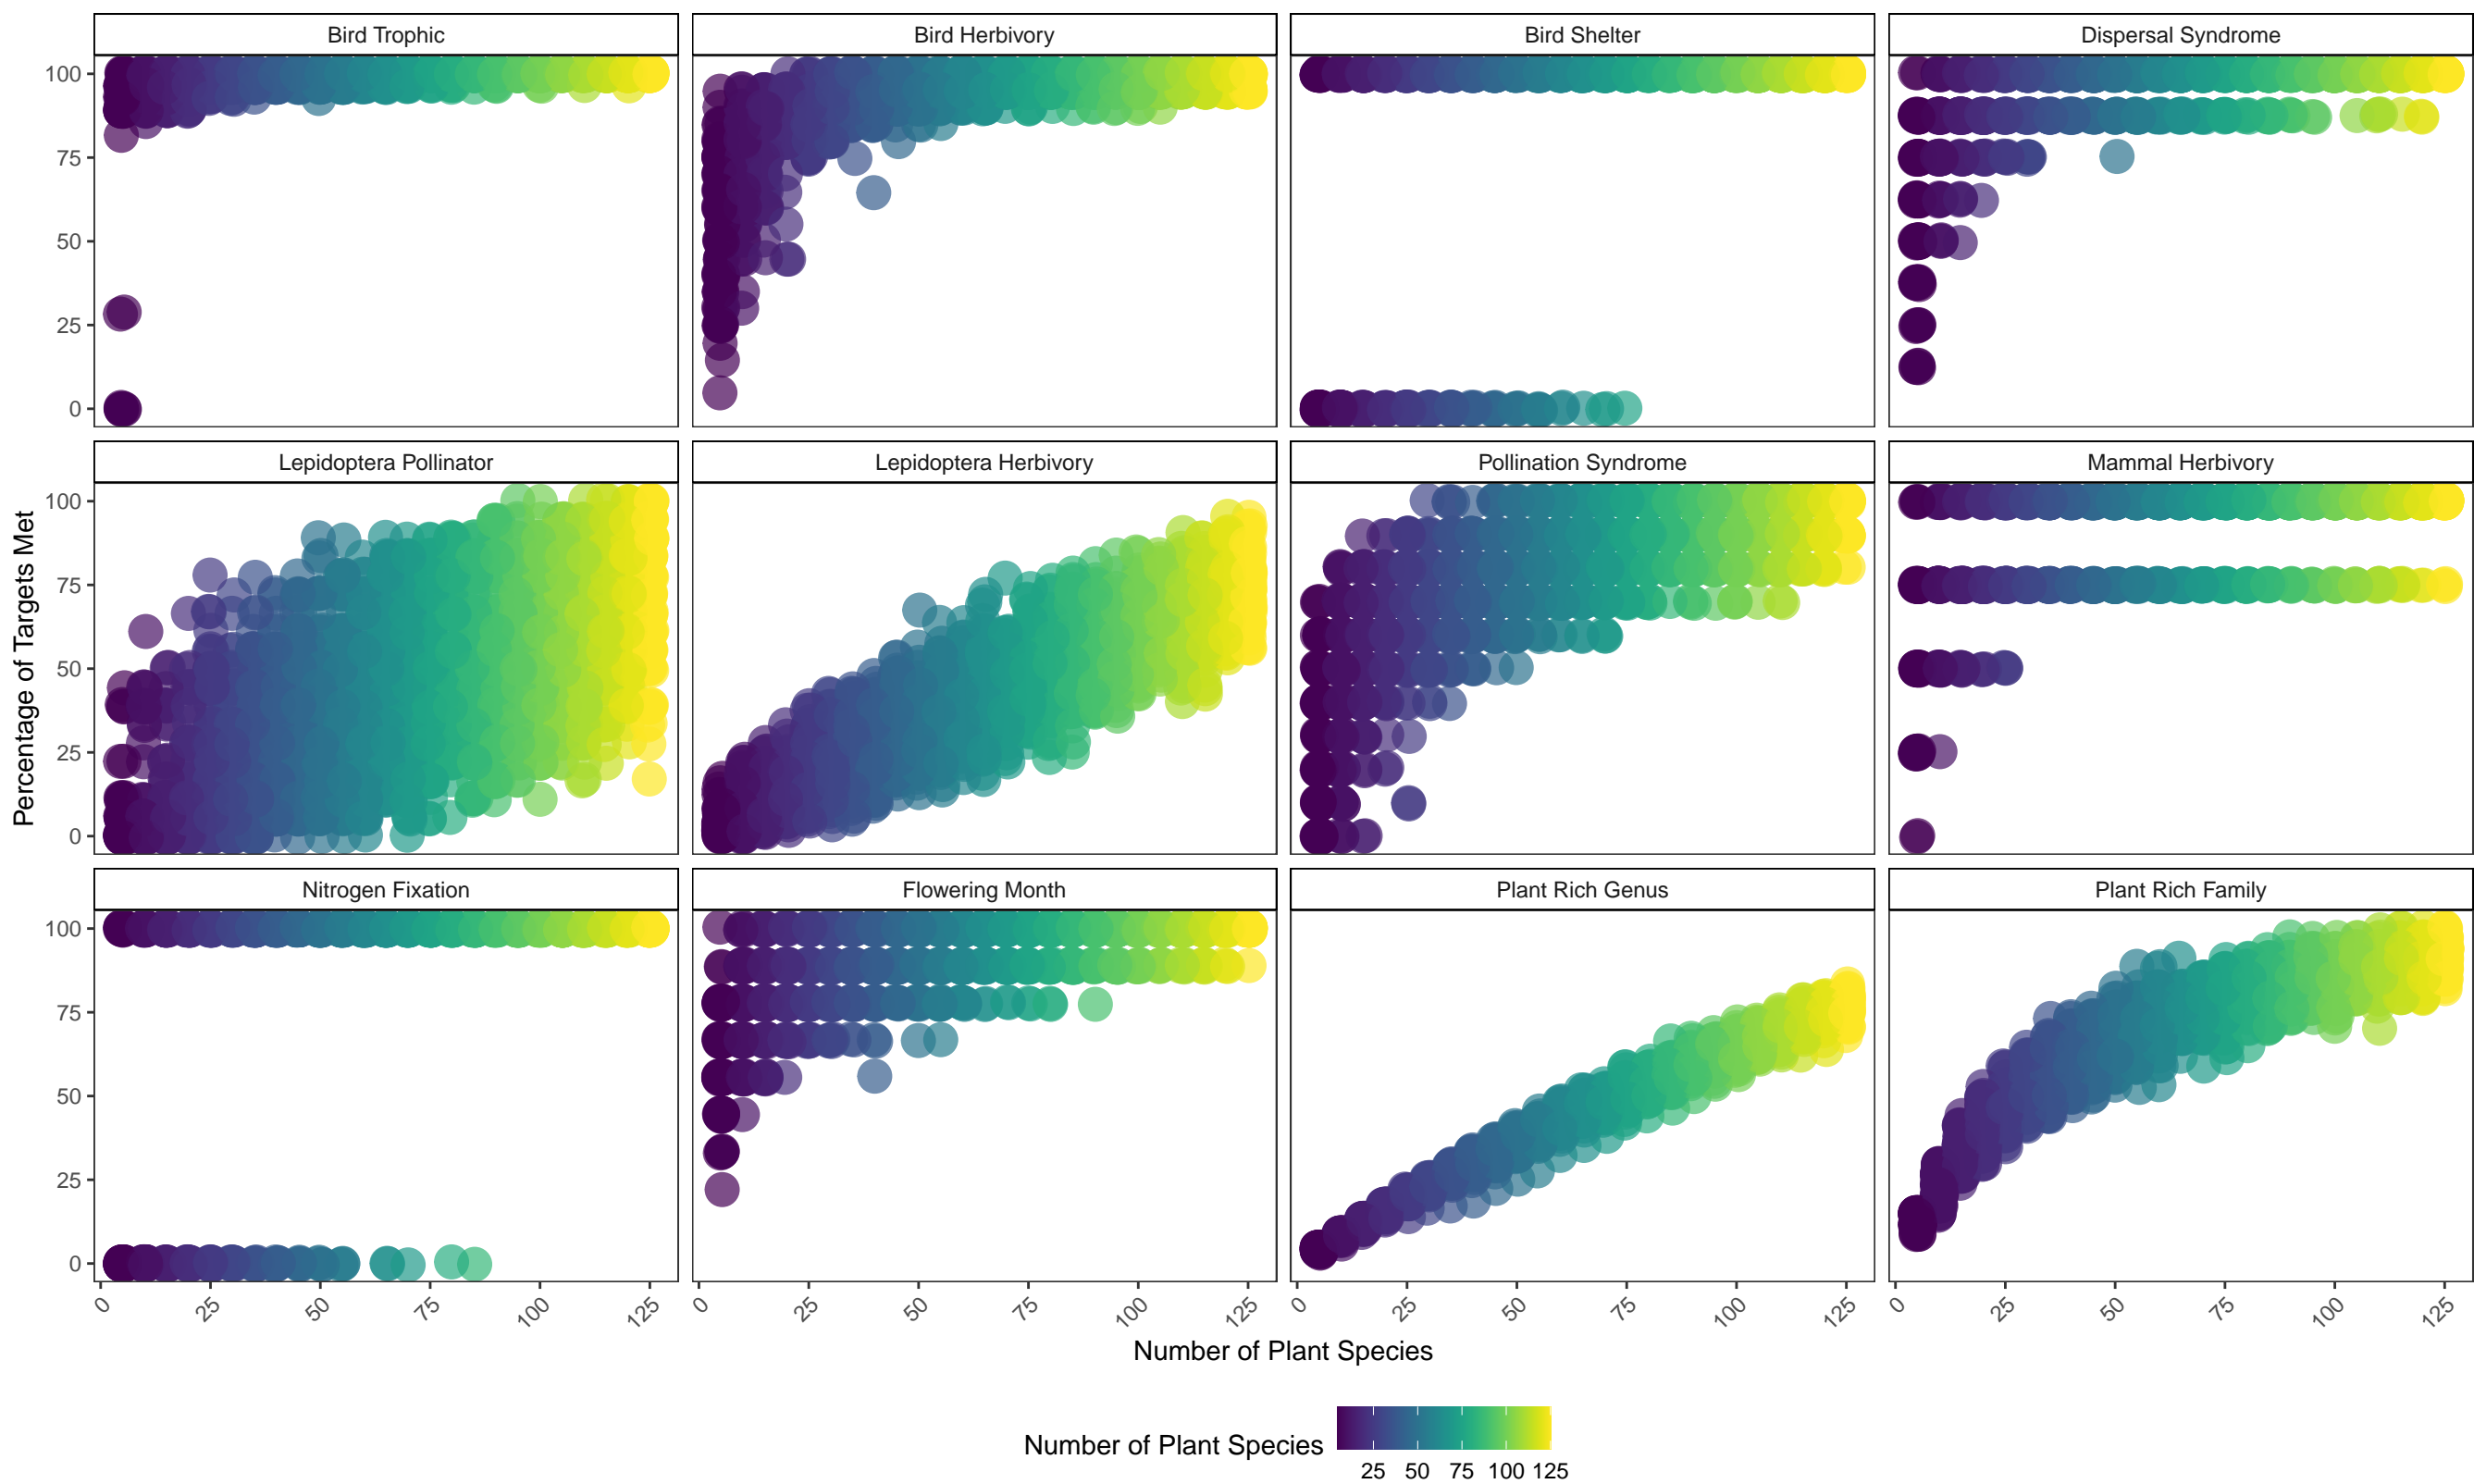 Bird Trophic
Bird Herbivory
Bird Shelter
Dispersal Syndrome
100
75
50
25
0
Lepidoptera Pollinator
Lepidoptera Herbivory
Pollination Syndrome
Mammal Herbivory
Percentage of Targets Met
100
75
50
25
0
Nitrogen Fixation
Flowering Month
Plant Rich Genus
Plant Rich Family
100
75
50
25
0
0 25 50 75 100 125
0 25 50 75 100 125
0 25 50 75 100 125
0 25 50 75 100 125
Number of Plant Species
Number of Plant Species
25 50 75 100 125